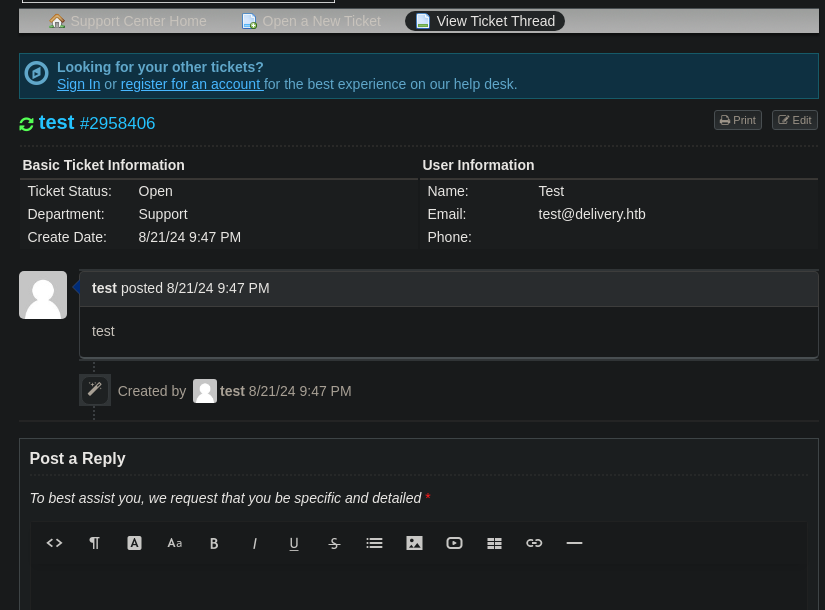 Support Center Home Open a New Ticket View Ticket Thread
Looking for your other tickets?
Sign In or register for an account for the best experience on our help desk.
test #2958406 Print Edit
Basic Ticket Information User Information
Ticket Status: Open Name: Test
Department: Support Email: test@delivery.htb
Create Date: 8/21/24 9:47 PM Phone:
test posted 8/21/24 9:47 PM
test
Created by test 8/21/24 9:47 PM
Post a Reply
To best assist you, we request that you be specific and detailed *
<> ¶ A Aa B I U S